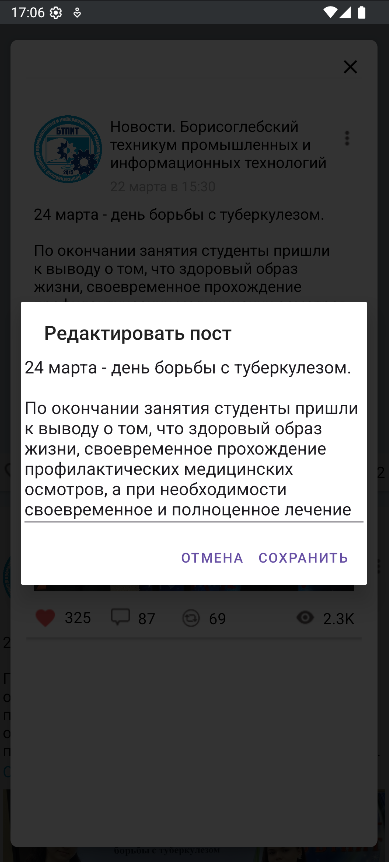 17:06
БТПИТ
Новости. Борисоглебский
техникум промышленных и
информационных технологий
22 марта в 15:30
24 марта - день борьбы с туберкулезом.
По окончании занятия студенты пришли
к выводу о том, что здоровый образ
жизни, своевременное прохождение
Редактировать пост
24 марта - день борьбы с туберкулезом.
По окончании занятия студенты пришли
к выводу о том, что здоровый образ
жизни, своевременное прохождение
профилактических медицинских
осмотров, а при необходимости
своевременное и полноценное лечение
ОТМЕНА СОХРАНИТЬ
325 87 69 2.3K
борьбы с туберкулезом